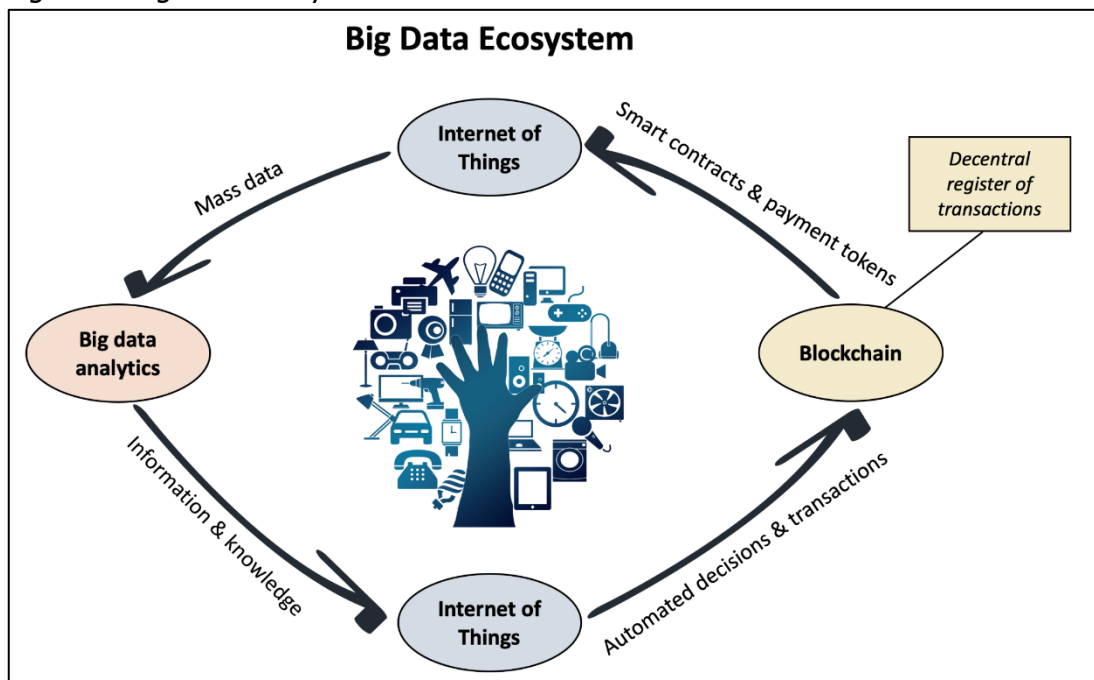 Big Data Ecosystem
Internet of
Things
Smart contracts & payment tokens
Decentral
register of
transactions
Mass data
Big data
analytics
Blockchain
Information & knowledge
Automated decisions & transactions
Internet of
Things